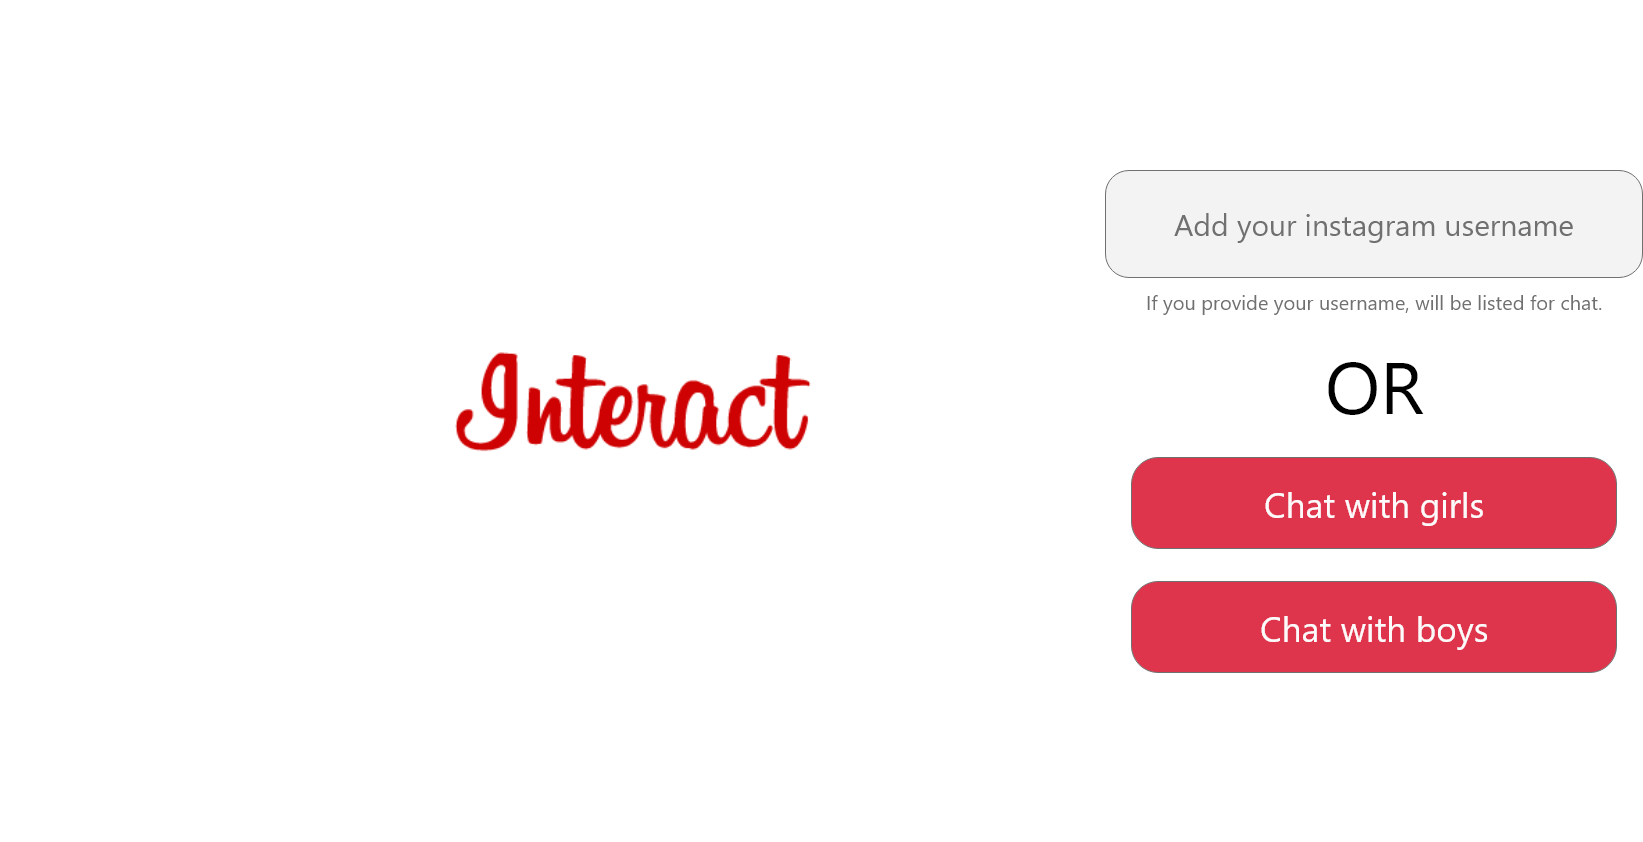 Interact
Add your instagram username
If you provide your username, will be listed for chat.
OR
Chat with girls
Chat with boys